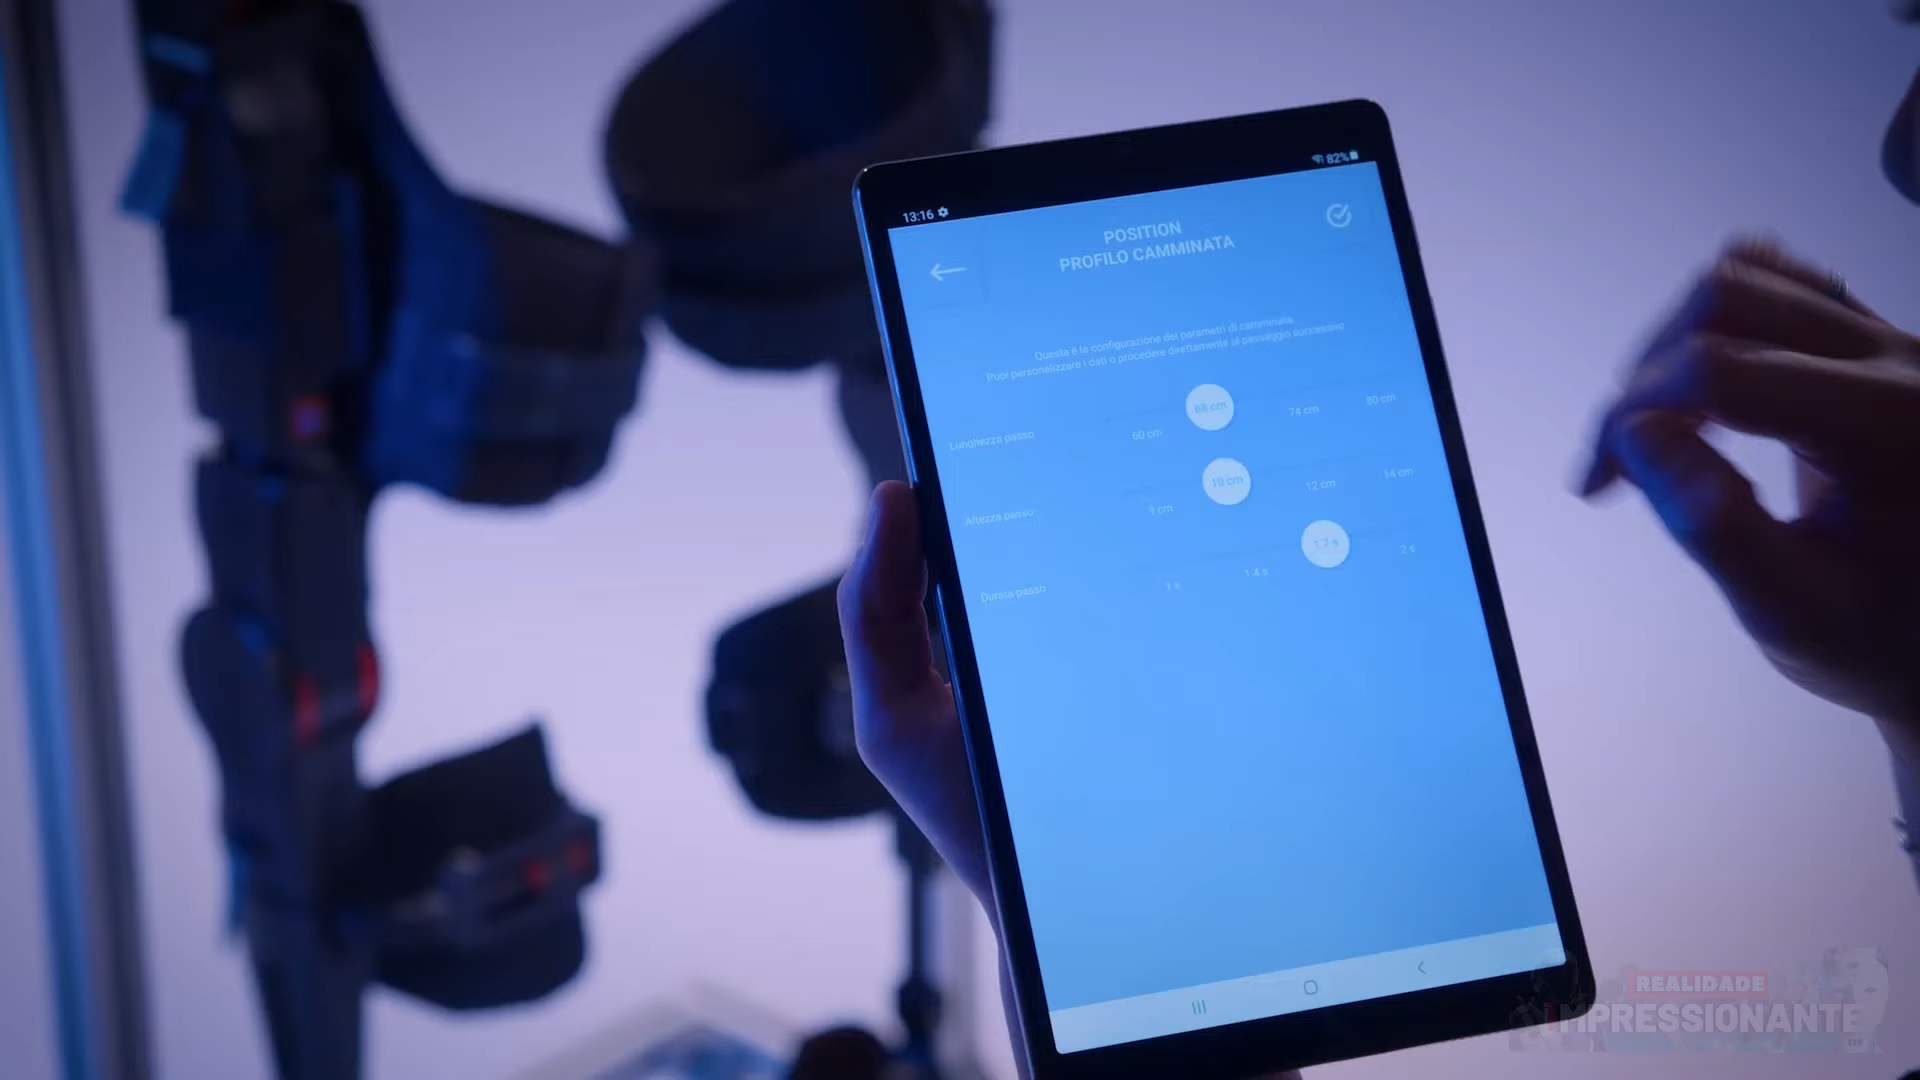 13:16
82%
POSITION
PROFILO CAMMINATA
Questa è la configurazione dei parametri di camminata.
Puoi personalizzare i dati o procedere direttamente al passaggio successivo
Lunghezza passo 60 cm 68 cm 74 cm 80 cm
Altezza passo 9 cm 10 cm 12 cm 14 cm
Durata passo 1 s 1.4 s 1.7 s 2 s
REALIDADE
iMPRESSIONANTE